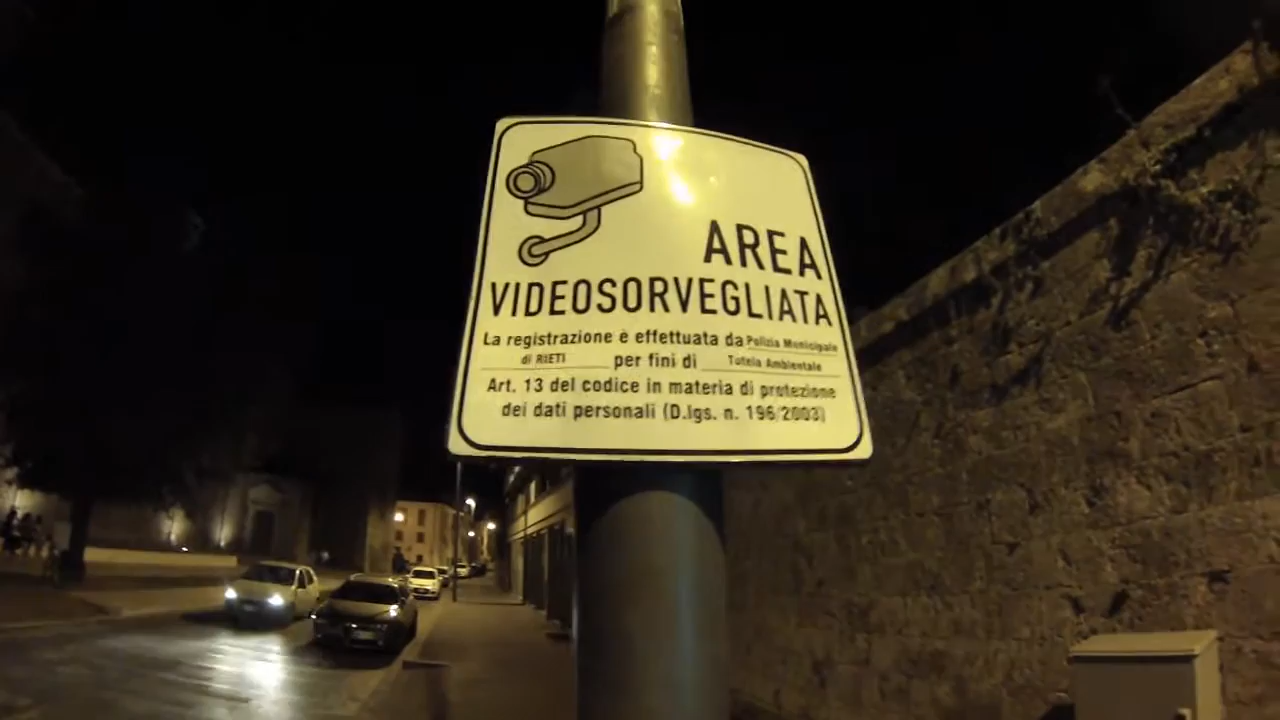 AREA
VIDEOSORVEGLIATA
La registrazione è effettuata da Polizia Municipale
di RIETI per fini di Tutela Ambientale
Art. 13 del codice in materia di protezione
dei dati personali (D.lgs. n. 196/2003)